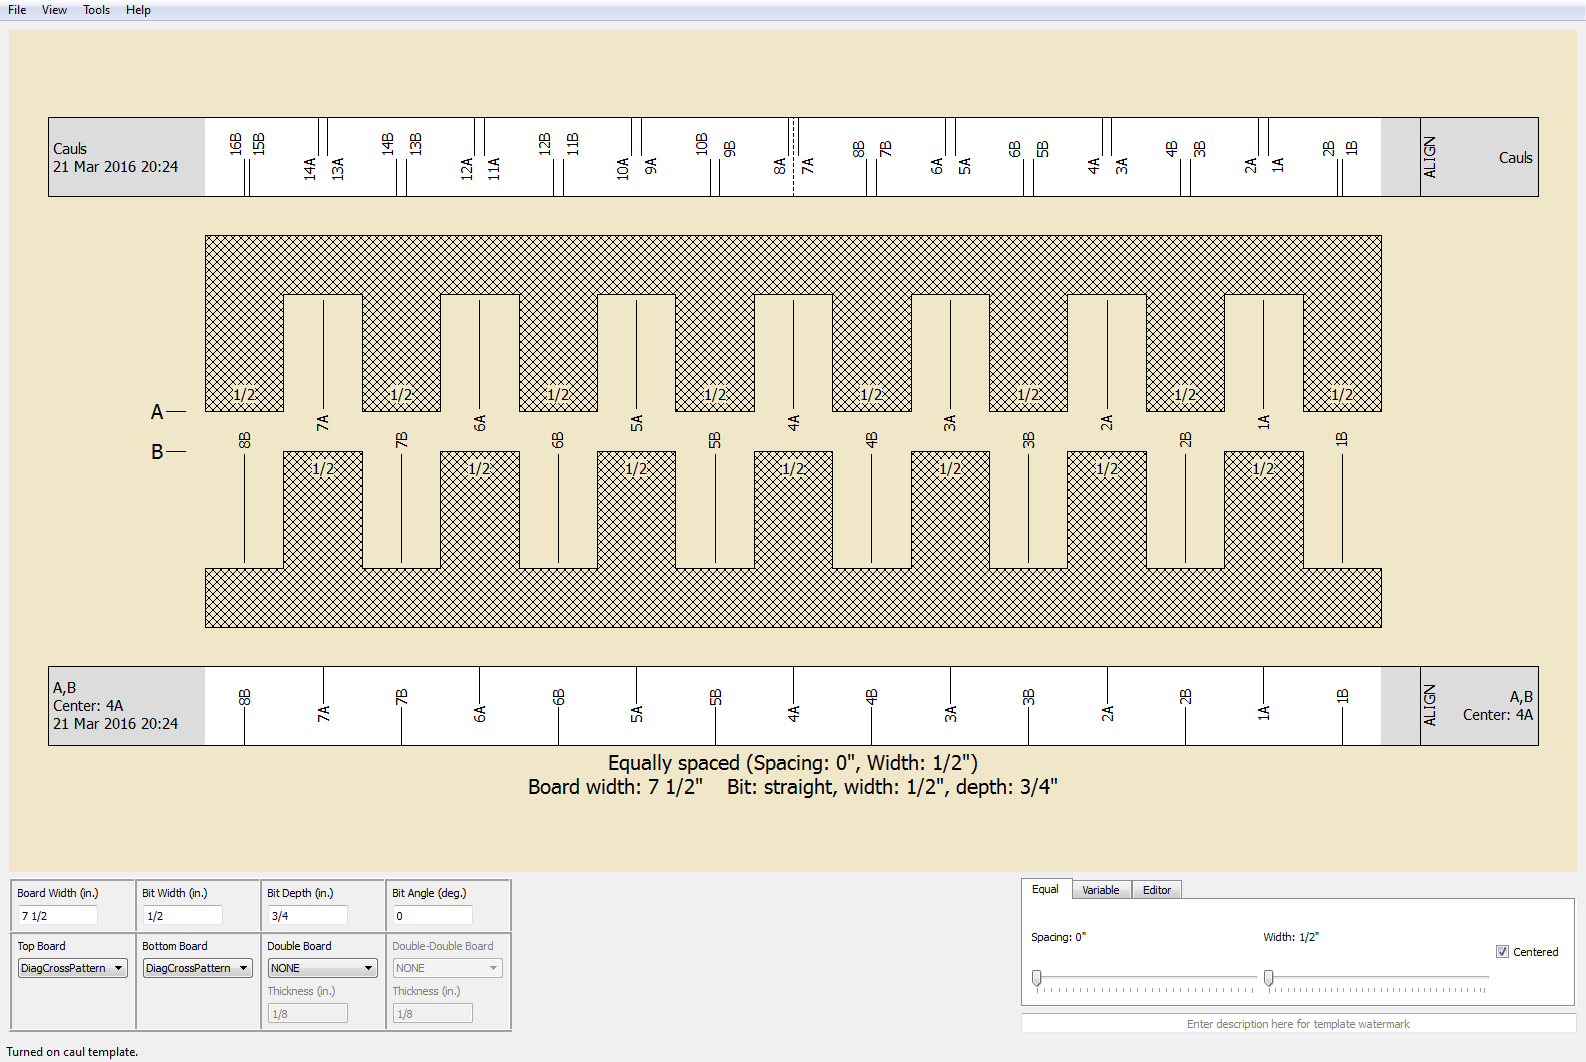 File View Tools Help
Cauls
21 Mar 2016 20:24
16B 15B 14A 13A 14B 13B 12A 11A 12B 11B 10A 9A 10B 9B 8A 7A 8B 7B 6A 5A 6B 5B 4A 3A 4B 3B 2A 1A 2B 1B
ALIGN
Cauls
1/2 1/2 1/2 1/2 1/2 1/2 1/2 1/2
A
7A 6A 5A 4A 3A 2A 1A
8B 7B 6B 5B 4B 3B 2B 1B
B
1/2 1/2 1/2 1/2 1/2 1/2 1/2
A,B
Center: 4A
21 Mar 2016 20:24
8B 7A 7B 6A 6B 5A 5B 4A 4B 3A 3B 2A 2B 1A 1B
ALIGN
A,B
Center: 4A
Equally spaced (Spacing: 0", Width: 1/2")
Board width: 7 1/2" Bit: straight, width: 1/2", depth: 3/4"
Board Width (in.) Bit Width (in.) Bit Depth (in.) Bit Angle (deg.)
7 1/2 1/2 3/4 0
Top Board Bottom Board Double Board Double-Double Board
DiagCrossPattern DiagCrossPattern NONE NONE
Thickness (in.) Thickness (in.)
1/8 1/8
Equal Variable Editor
Spacing: 0" Width: 1/2"
Centered
Enter description here for template watermark
Turned on caul template.